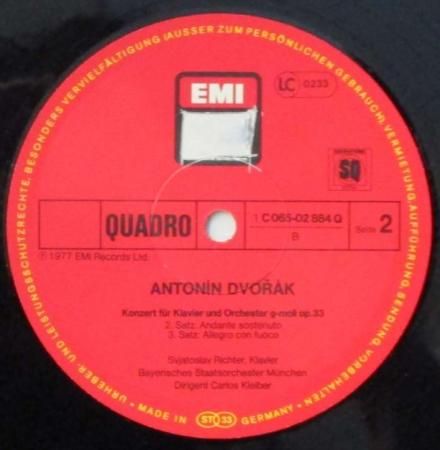 URHEBER- UND LEISTUNGSSCHUTZRECHTE, BESONDERS VERVIELFÄLTIGUNG (AUSSER ZUM PERSÖNLICHEN GEBRAUCH), VERMIETUNG, AUFFÜHRUNG, SENDUNG, VORBEHALTEN
EMI
LC 0233
SQ
QUADRO
1 C 065-02 884 Q
B
Seite 2
℗ 1977 EMI Records Ltd.
ANTONÍN DVOŘÁK
Konzert für Klavier und Orchester g-moll op.33
2. Satz: Andante sostenuto
3. Satz: Allegro con fuoco
Svjatoslav Richter, Klavier
Bayerisches Staatsorchester München
Dirigent Carlos Kleiber
MADE IN ST 33 GERMANY